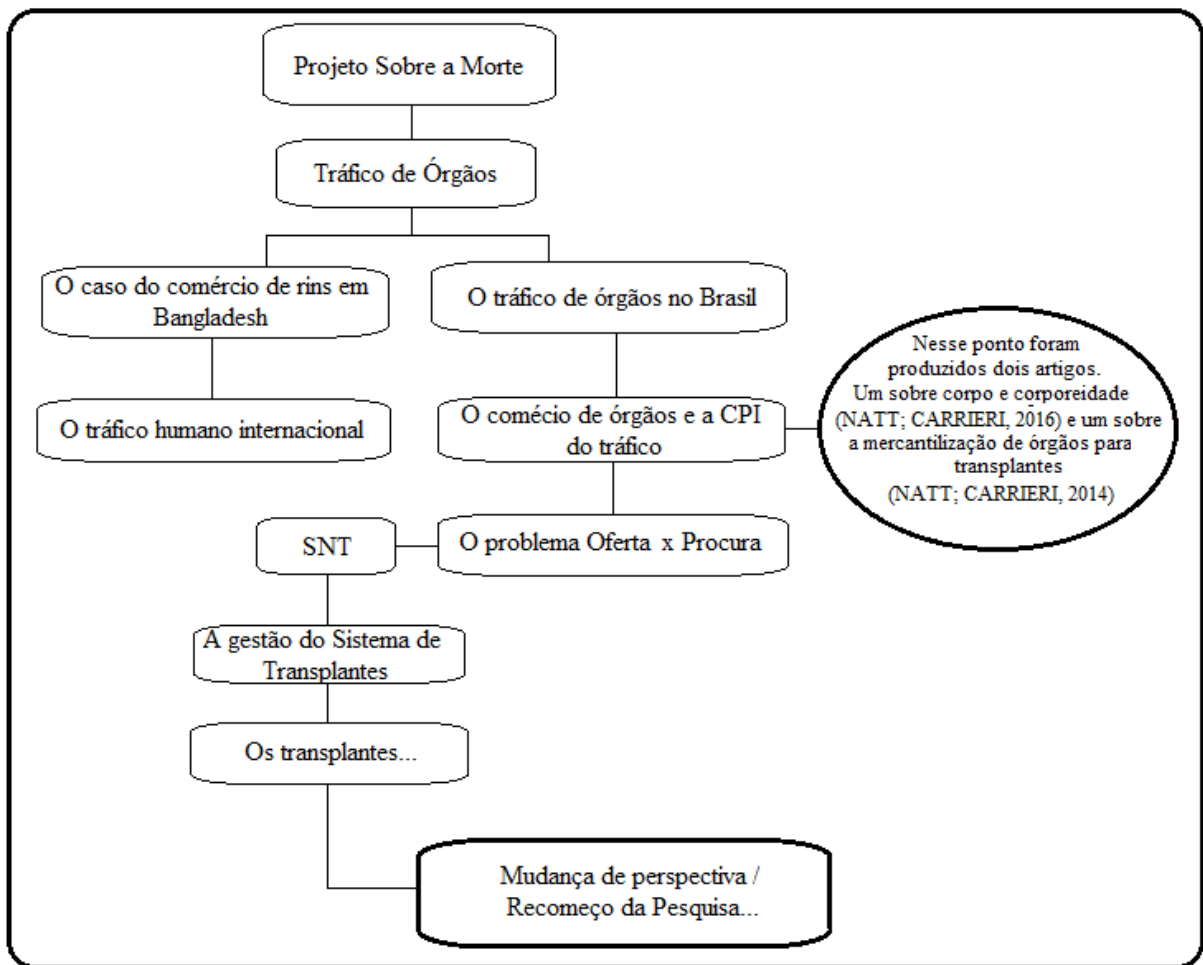 Projeto Sobre a Morte
Tráfico de Órgãos
O caso do comércio de rins em
Bangladesh
O tráfico de órgãos no Brasil
O tráfico humano internacional
O comécio de órgãos e a CPI
do tráfico
Nesse ponto foram
produzidos dois artigos.
Um sobre corpo e corporeidade
(NATT; CARRIERI, 2016) e um sobre
a mercantilização de órgãos para
transplantes
(NATT; CARRIERI, 2014)
SNT
O problema Oferta x Procura
A gestão do Sistema de
Transplantes
Os transplantes...
Mudança de perspectiva /
Recomeço da Pesquisa...